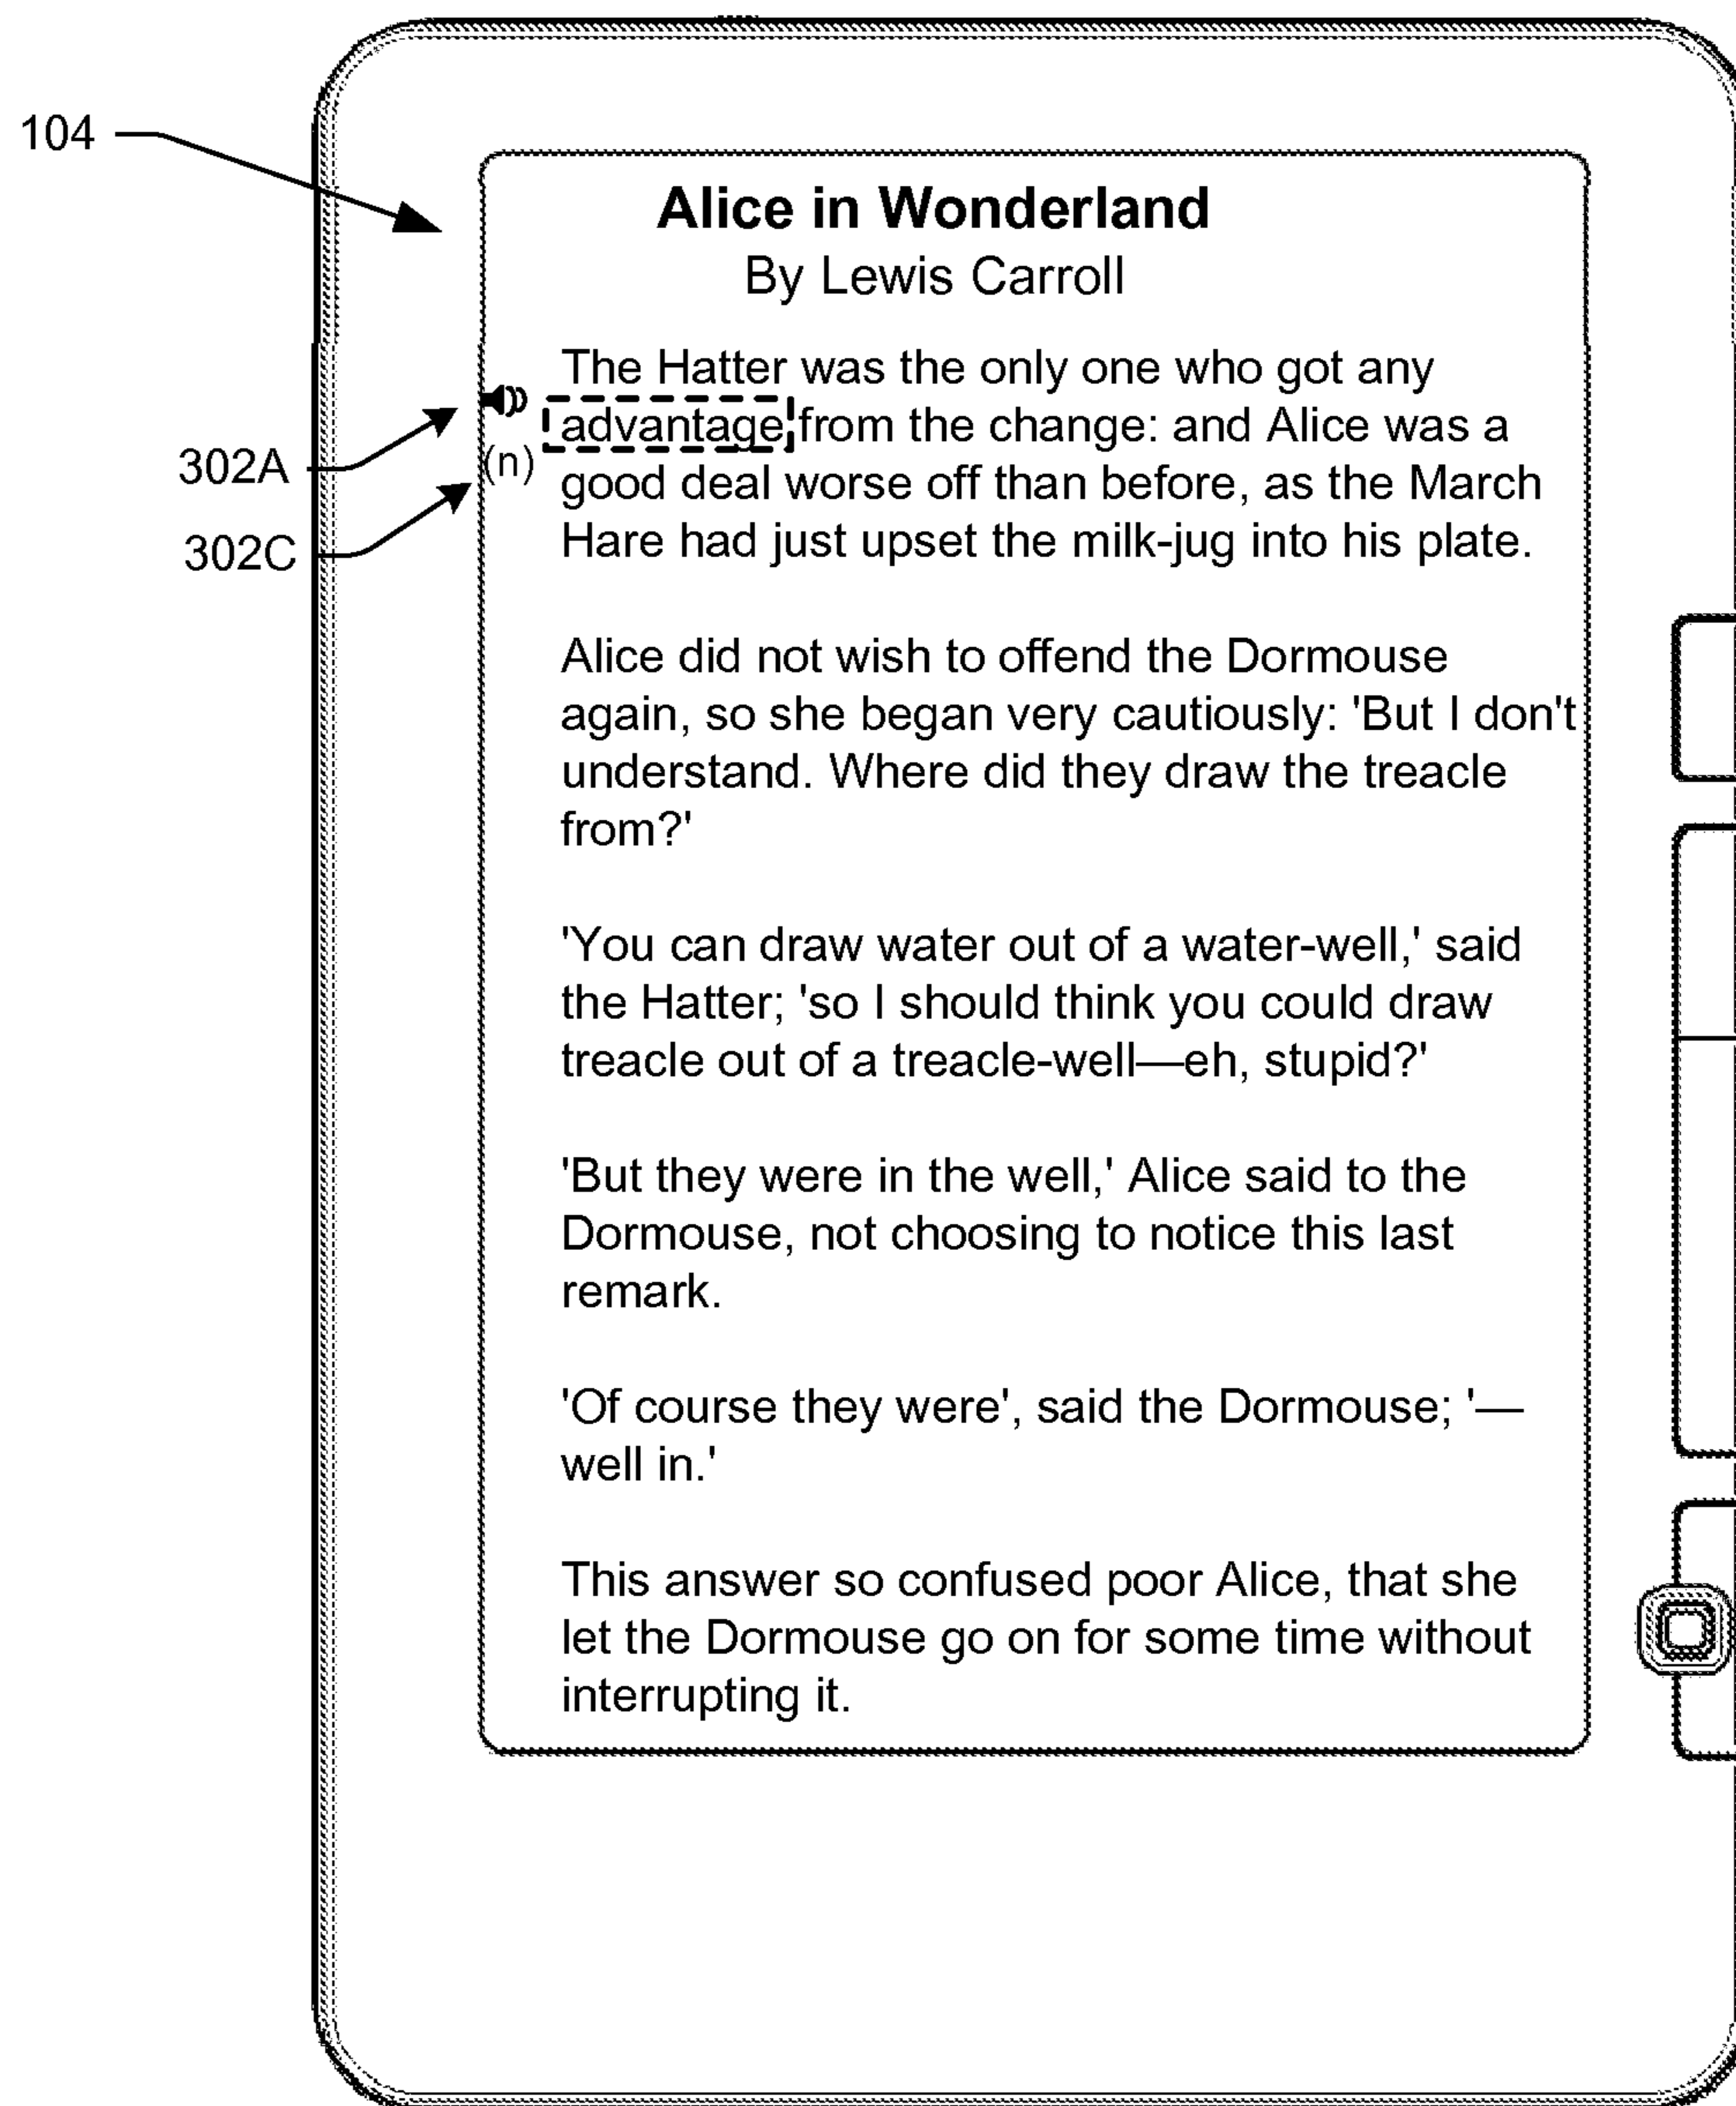 104
Alice in Wonderland
By Lewis Carroll
The Hatter was the only one who got any
advantage from the change: and Alice was a
302A
(n)
good deal worse off than before, as the March
302C
Hare had just upset the milk-jug into his plate.
Alice did not wish to offend the Dormouse
again, so she began very cautiously: 'But I don't
understand. Where did they draw the treacle
from?'
'You can draw water out of a water-well,' said
the Hatter; 'so I should think you could draw
treacle out of a treacle-well—eh, stupid?'
'But they were in the well,' Alice said to the
Dormouse, not choosing to notice this last
remark.
'Of course they were', said the Dormouse; '—
well in.'
This answer so confused poor Alice, that she
let the Dormouse go on for some time without
interrupting it.